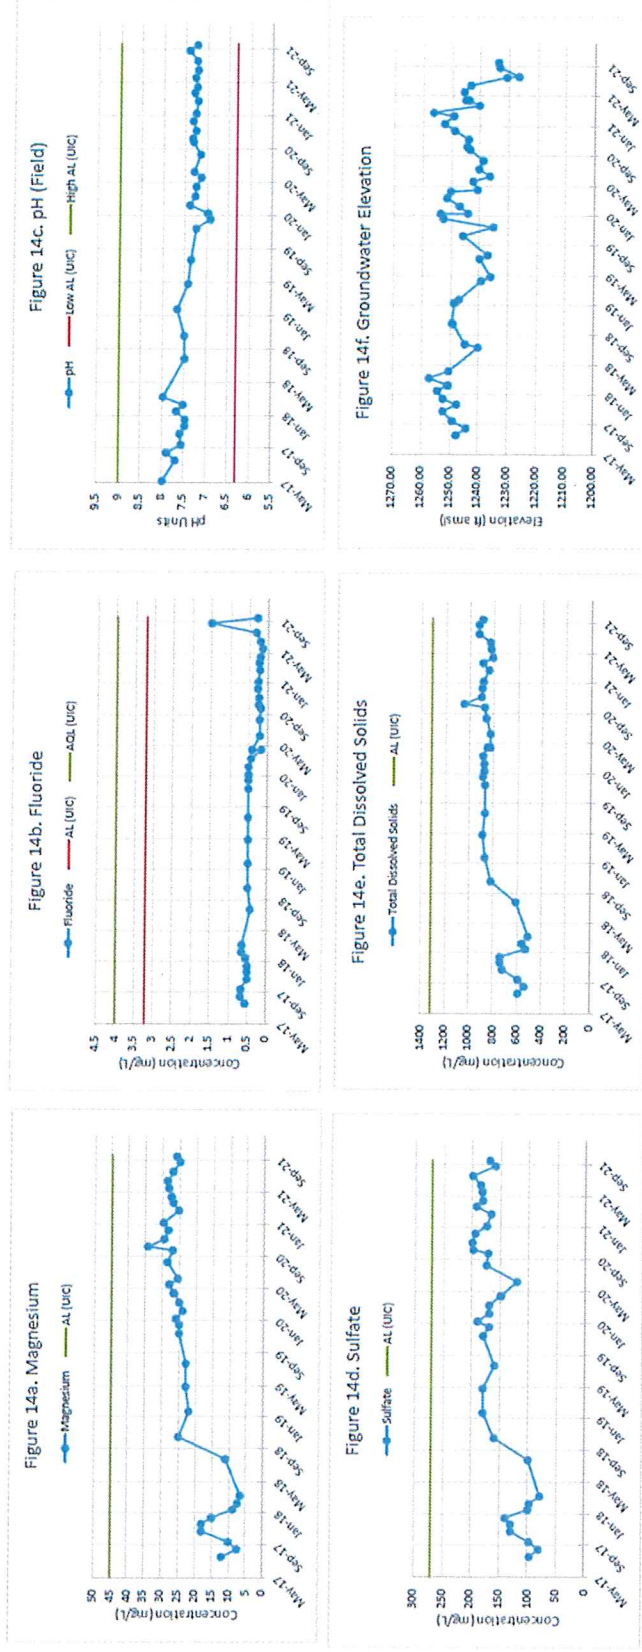 Figure 14a. Magnesium
Magnesium AL (UIC)
Concentration (mg/L)
50
45
40
35
30
25
20
15
10
5
0
May-17
Sep-17
Jan-18
May-18
Sep-18
Jan-19
May-19
Sep-19
Jan-20
May-20
Sep-20
Jan-21
May-21
Sep-21
Figure 14b. Fluoride
Fluoride AL (UIC) AQL (UIC)
Concentration (mg/L)
4.5
4
3.5
3
2.5
2
1.5
1
0.5
0
May-17
Sep-17
Jan-18
May-18
Sep-18
Jan-19
May-19
Sep-19
Jan-20
May-20
Sep-20
Jan-21
May-21
Sep-21
Figure 14c. pH (Field)
pH Low AL (UIC) High AL (UIC)
pH Units
9.5
9
8.5
8
7.5
7
6.5
6
5.5
May-17
Sep-17
Jan-18
May-18
Sep-18
Jan-19
May-19
Sep-19
Jan-20
May-20
Sep-20
Jan-21
May-21
Sep-21
Figure 14d. Sulfate
Sulfate AL (UIC)
Concentration (mg/L)
300
250
200
150
100
50
0
May-17
Sep-17
Jan-18
May-18
Sep-18
Jan-19
May-19
Sep-19
Jan-20
May-20
Sep-20
Jan-21
May-21
Sep-21
Figure 14e. Total Dissolved Solids
Total Dissolved Solids AL (UIC)
Concentration (mg/L)
1400
1200
1000
800
600
400
200
0
May-17
Sep-17
Jan-18
May-18
Sep-18
Jan-19
May-19
Sep-19
Jan-20
May-20
Sep-20
Jan-21
May-21
Sep-21
Figure 14f. Groundwater Elevation
Elevation (ft amsl)
1270.00
1260.00
1250.00
1240.00
1230.00
1220.00
1210.00
1200.00
May-17
Sep-17
Jan-18
May-18
Sep-18
Jan-19
May-19
Sep-19
Jan-20
May-20
Sep-20
Jan-21
May-21
Sep-21